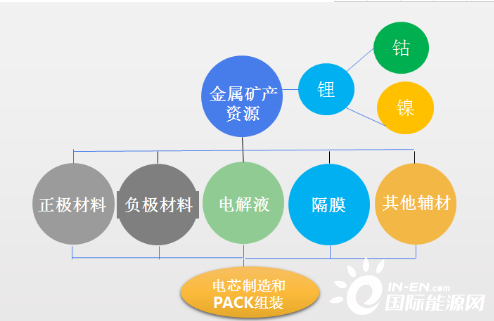 钴
金属矿产
资源
锂
镍
正极材料
负极材料
电解液
隔膜
其他辅材
电芯制造和
PACK组装
IN-EN.com
国际能源网